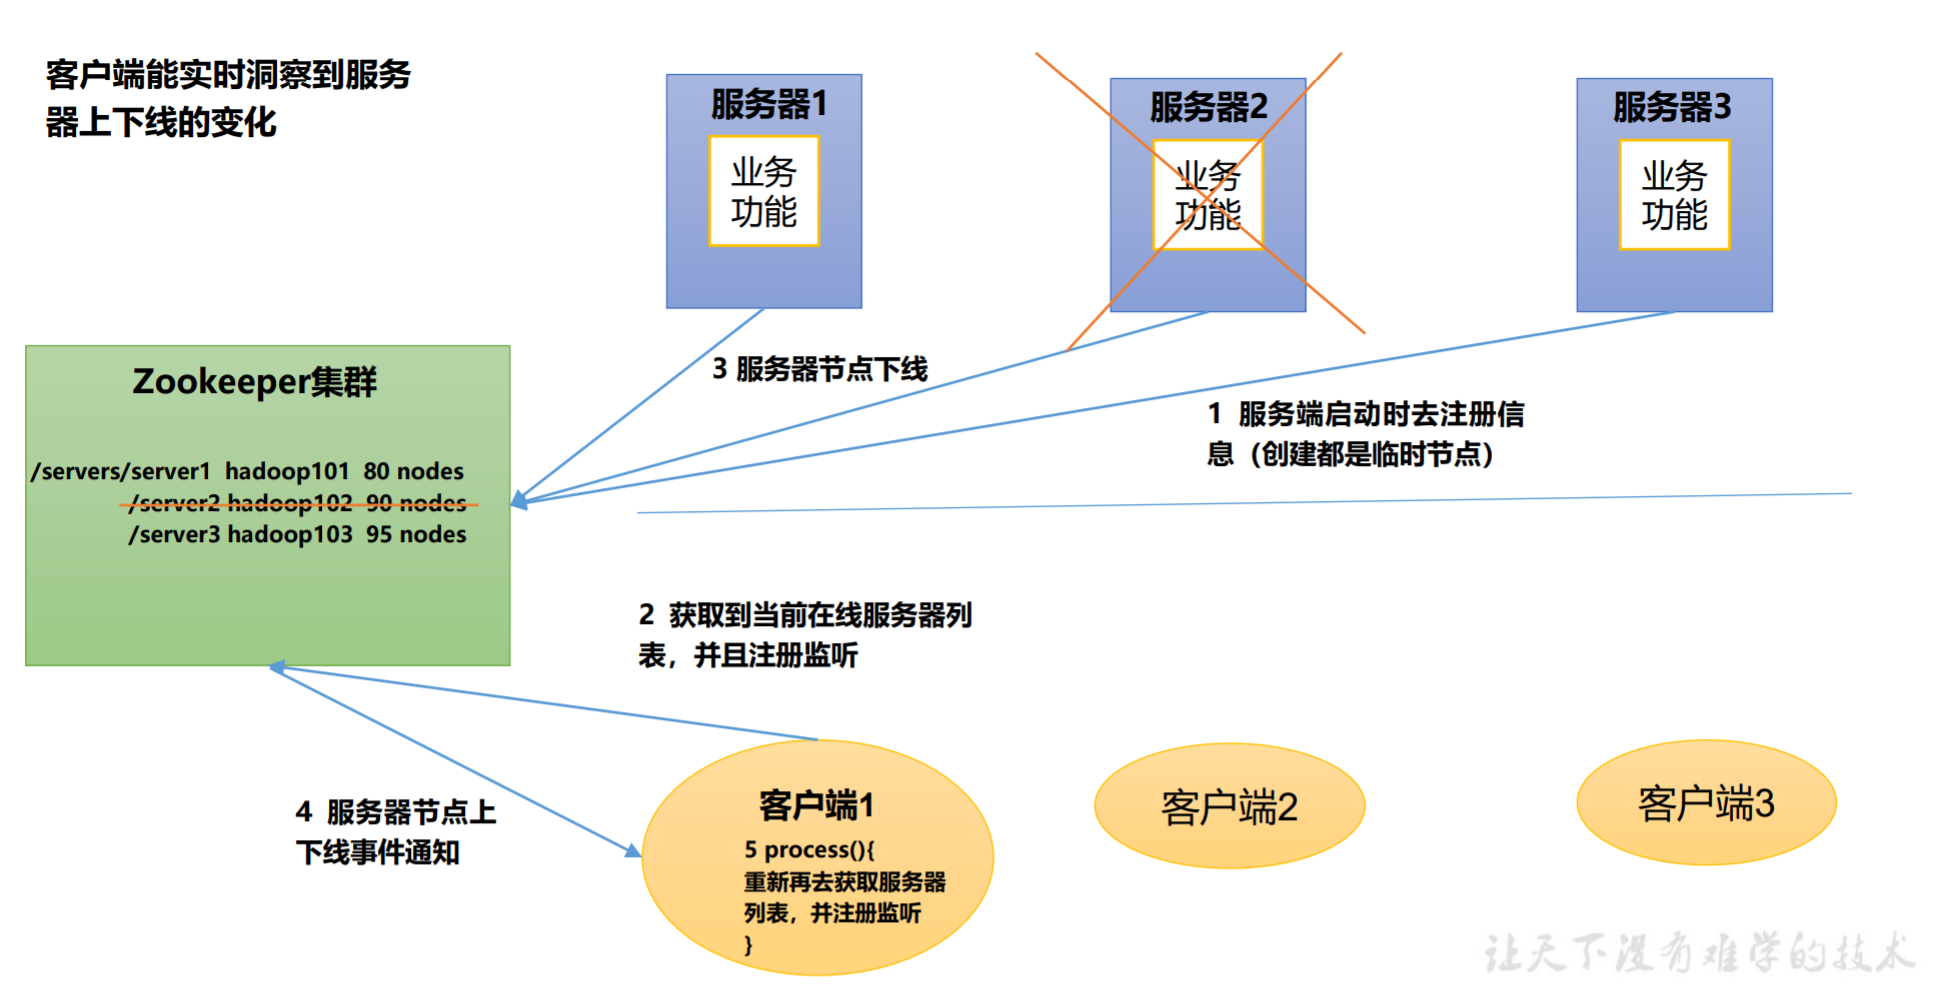 客户端能实时洞察到服务
器上下线的变化
服务器1
业务
功能
服务器2
业务
功能
服务器3
业务
功能
3 服务器节点下线
1 服务端启动时去注册信
息（创建都是临时节点）
Zookeeper集群
/servers/server1 hadoop101 80 nodes
/server2 hadoop102 90 nodes
/server3 hadoop103 95 nodes
2 获取到当前在线服务器列
表，并且注册监听
4 服务器节点上
下线事件通知
客户端1
5 process(){
重新再去获取服务器
列表，并注册监听
}
客户端2
客户端3
让天下没有难学的技术